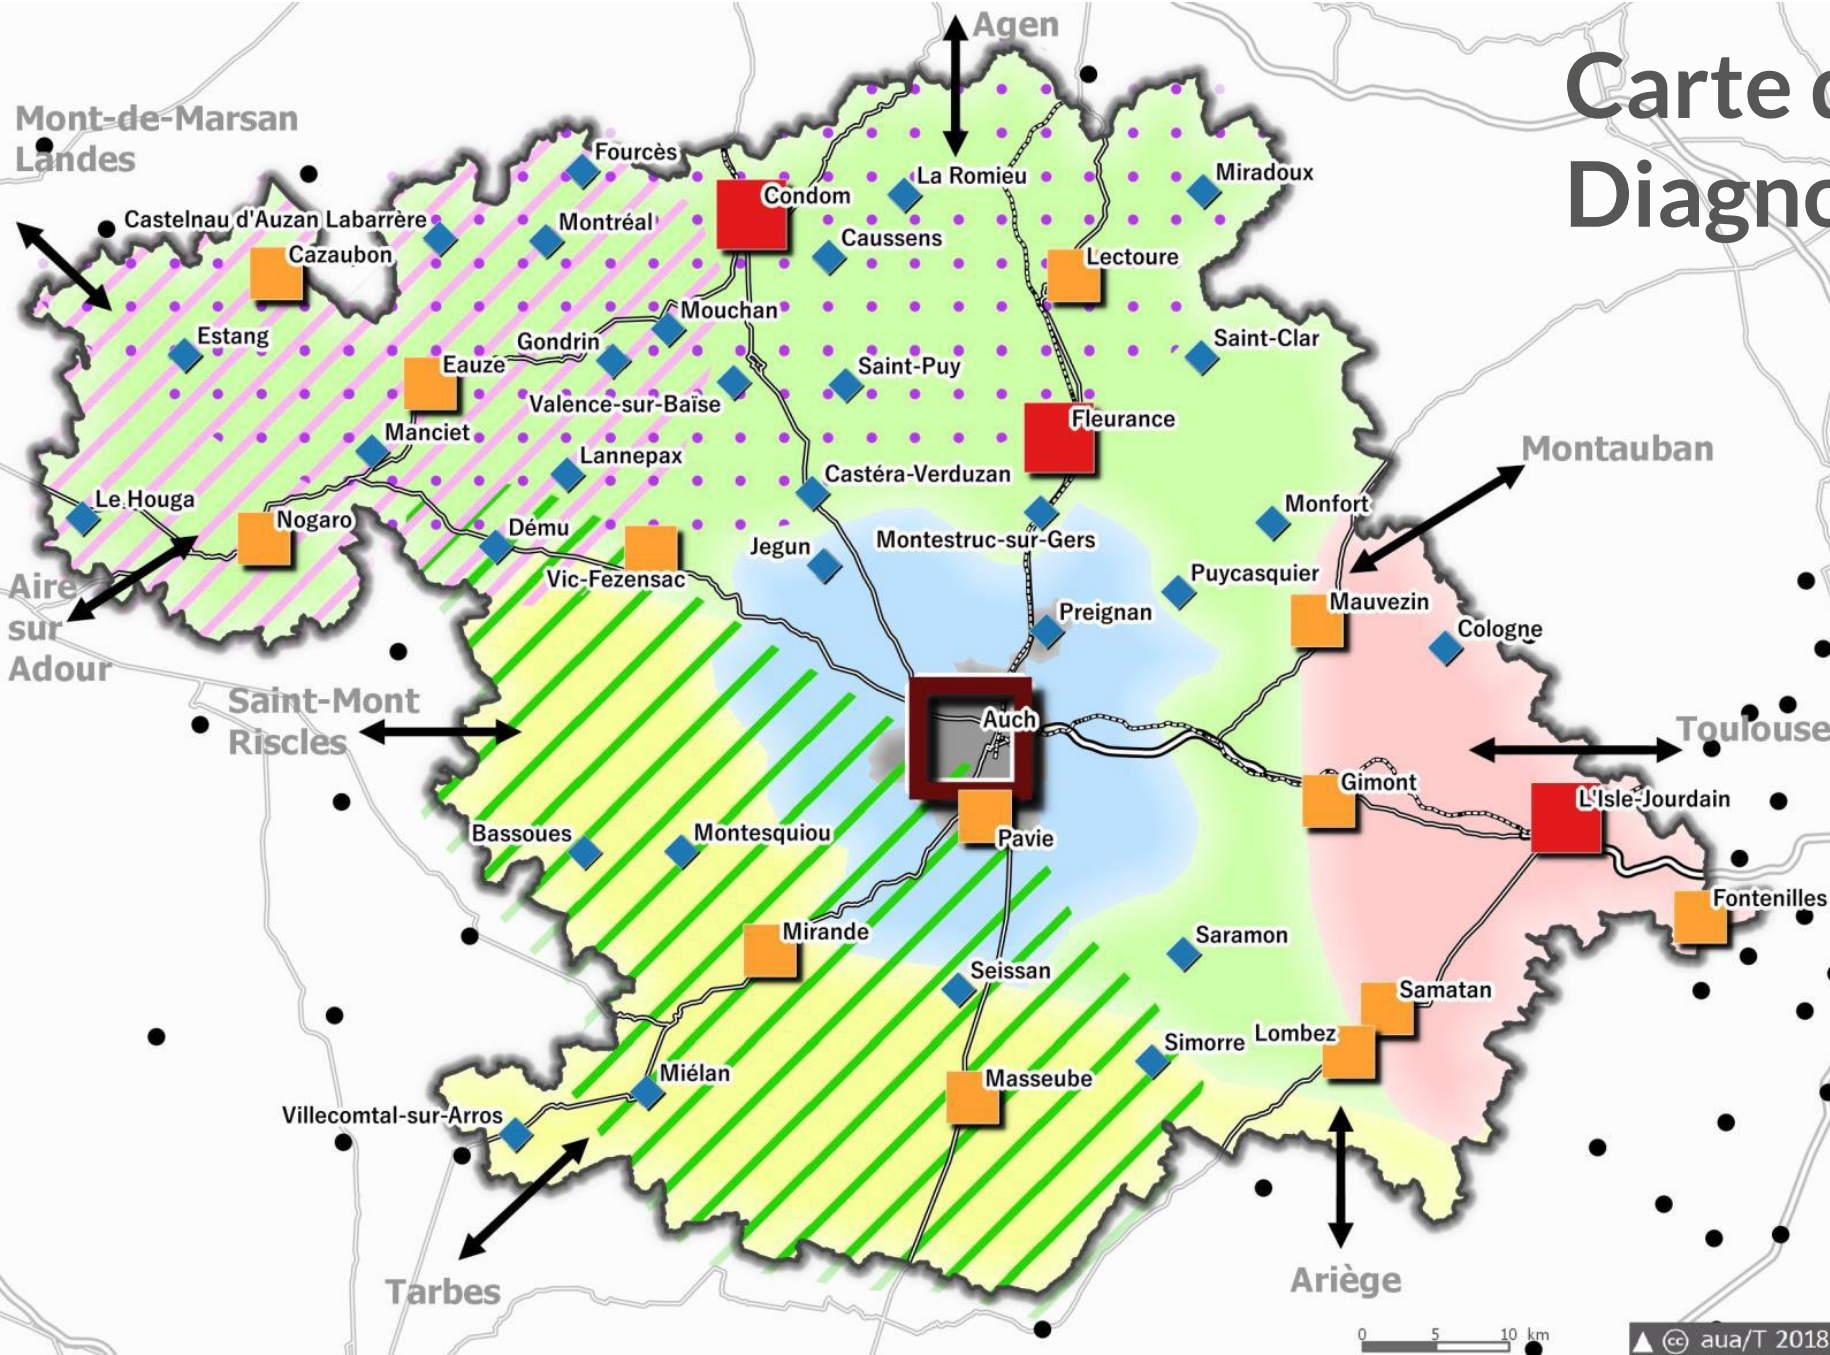 Agen
Carte d
Diagno
Mont-de-Marsan
Landes
Fourcès
Condom
La Romieu
Miradoux
Castelnau d'Auzan Labarrère
Montréal
Caussens
Cazaubon
Lectoure
Mouchan
Estang
Gondrin
Saint-Clar
Eauze
Saint-Puy
Valence-sur-Baïse
Fleurance
Manciet
Lannepax
Montauban
Castéra-Verduzan
Le Houga
Nogaro
Monfort
Dému
Jegun
Montestruc-sur-Gers
Vic-Fezensac
Puycasquier
Aire
sur
Adour
Mauvezin
Preignan
Cologne
Saint-Mont
Riscles
Auch
Toulouse
Gimont
L'Isle-Jourdain
Bassoues
Montesquiou
Pavie
Fontenilles
Mirande
Saramon
Seissan
Samatan
Lombez
Simorre
Miélan
Masseube
Villecomtal-sur-Arros
Tarbes
Ariège
0 5 10 km
cc aua/T 2018